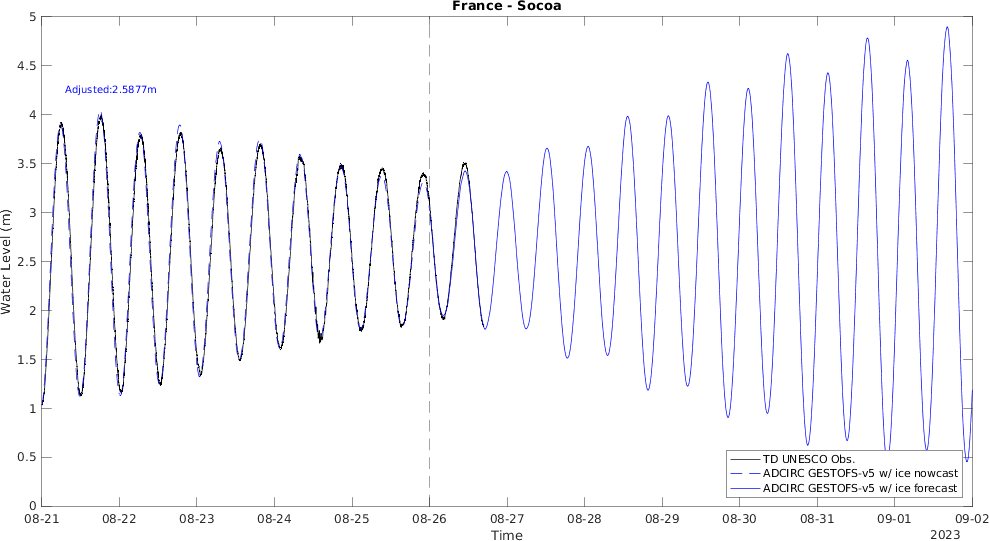 France - Socoa
Adjusted:2.5877m
Water Level (m)
5
4.5
4
3.5
3
2.5
2
1.5
1
0.5
0
TD UNESCO Obs.
ADCIRC GESTOFS-v5 w/ ice nowcast
ADCIRC GESTOFS-v5 w/ ice forecast
08-21 08-22 08-23 08-24 08-25 08-26 08-27 08-28 08-29 08-30 08-31 09-01 09-02
Time
2023